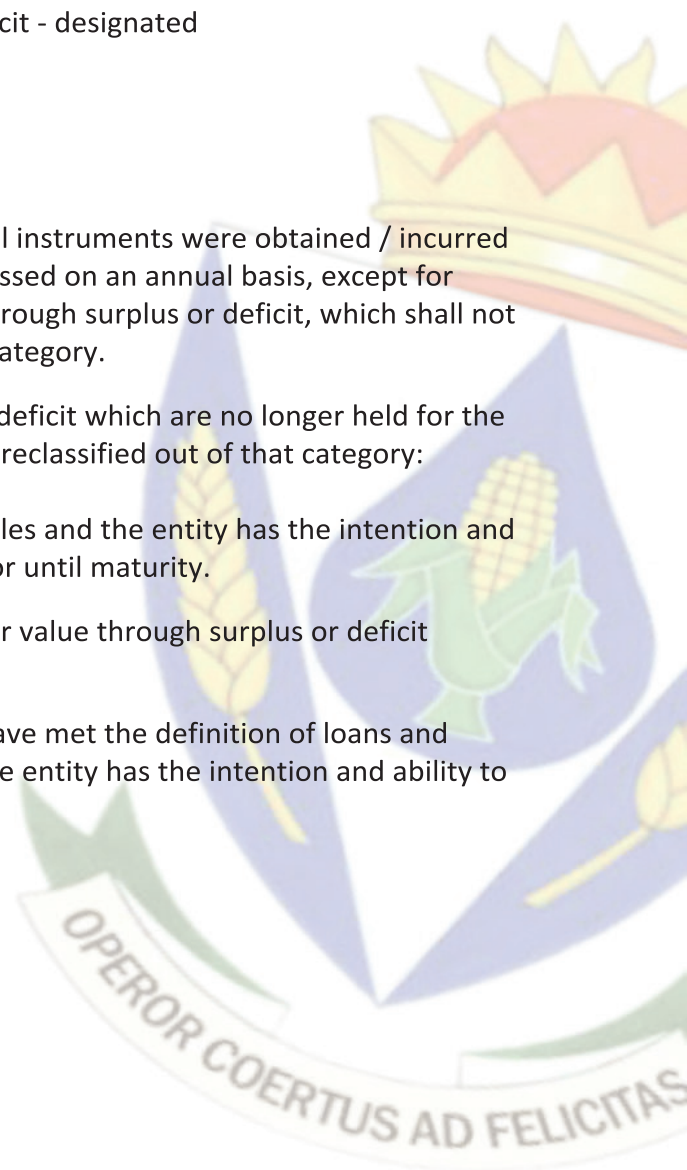 cit - designated
l instruments were obtained / incurred
ssed on an annual basis, except for
rough surplus or deficit, which shall not
ategory.
deficit which are no longer held for the
reclassified out of that category:
les and the entity has the intention and
or until maturity.
r value through surplus or deficit
ave met the definition of loans and
e entity has the intention and ability to
OPEROR COERTUS AD FELICITAS